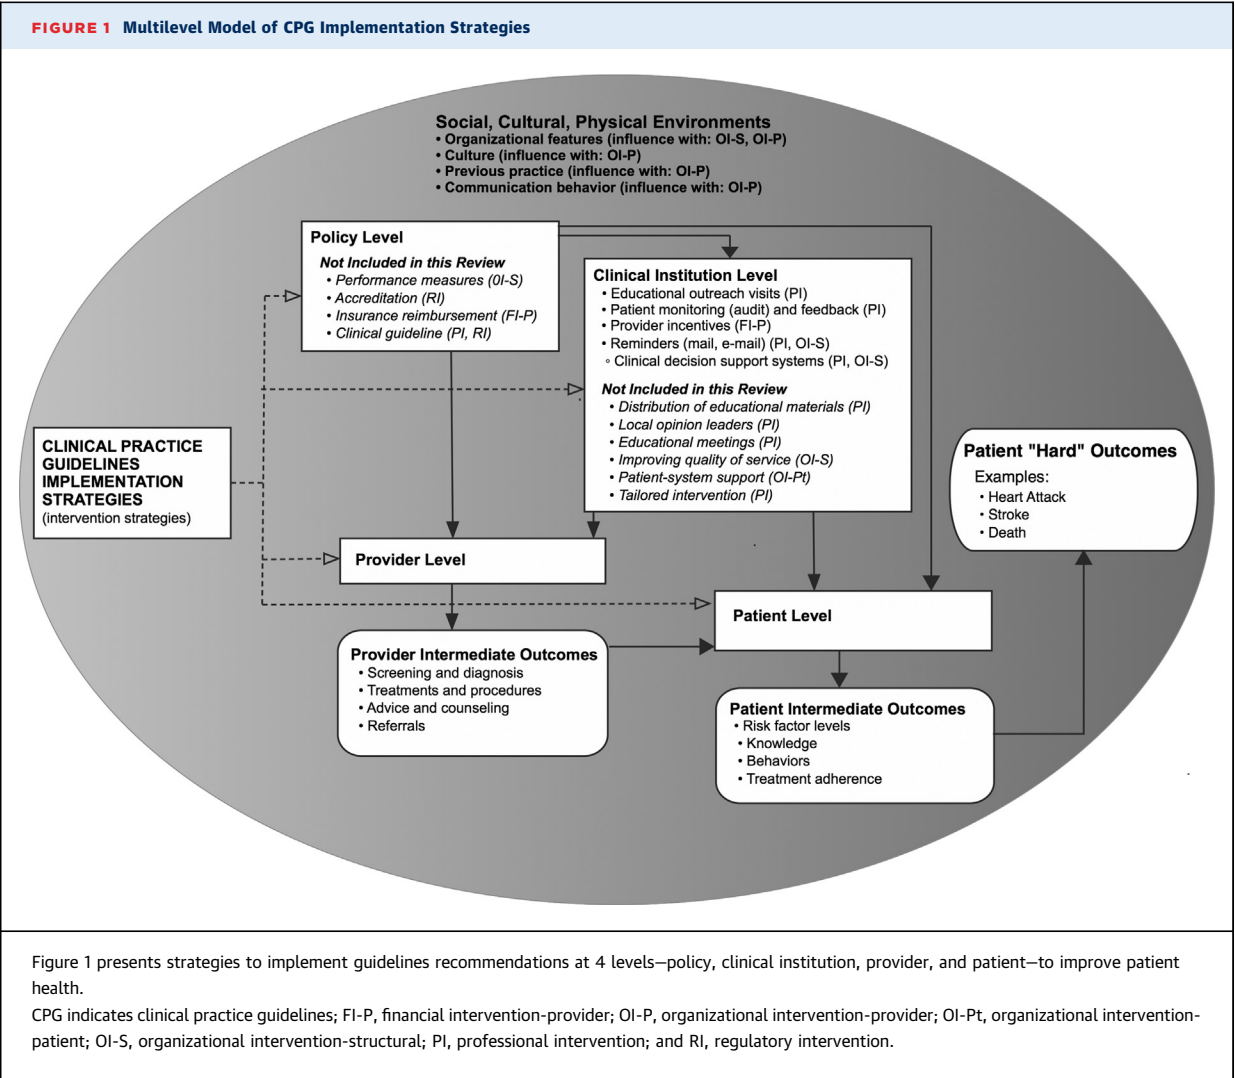 FIGURE 1 Multilevel Model of CPG Implementation Strategies
Social, Cultural, Physical Environments
• Organizational features (influence with: OI-S, OI-P)
• Culture (influence with: OI-P)
• Previous practice (influence with: OI-P)
• Communication behavior (influence with: OI-P)
Policy Level
Not Included in this Review
• Performance measures (0I-S)
• Accreditation (RI)
• Insurance reimbursement (FI-P)
• Clinical guideline (PI, RI)
Clinical Institution Level
• Educational outreach visits (PI)
• Patient monitoring (audit) and feedback (PI)
• Provider incentives (FI-P)
• Reminders (mail, e-mail) (PI, OI-S)
◦ Clinical decision support systems (PI, OI-S)
Not Included in this Review
• Distribution of educational materials (PI)
• Local opinion leaders (PI)
• Educational meetings (PI)
• Improving quality of service (OI-S)
• Patient-system support (OI-Pt)
• Tailored intervention (PI)
CLINICAL PRACTICE
GUIDELINES
IMPLEMENTATION
STRATEGIES
(intervention strategies)
Patient "Hard" Outcomes
Examples:
• Heart Attack
• Stroke
• Death
Provider Level
Patient Level
Provider Intermediate Outcomes
• Screening and diagnosis
• Treatments and procedures
• Advice and counseling
• Referrals
Patient Intermediate Outcomes
• Risk factor levels
• Knowledge
• Behaviors
• Treatment adherence
Figure 1 presents strategies to implement guidelines recommendations at 4 levels—policy, clinical institution, provider, and patient—to improve patient
health.
CPG indicates clinical practice guidelines; FI-P, financial intervention-provider; OI-P, organizational intervention-provider; OI-Pt, organizational intervention-
patient; OI-S, organizational intervention-structural; PI, professional intervention; and RI, regulatory intervention.